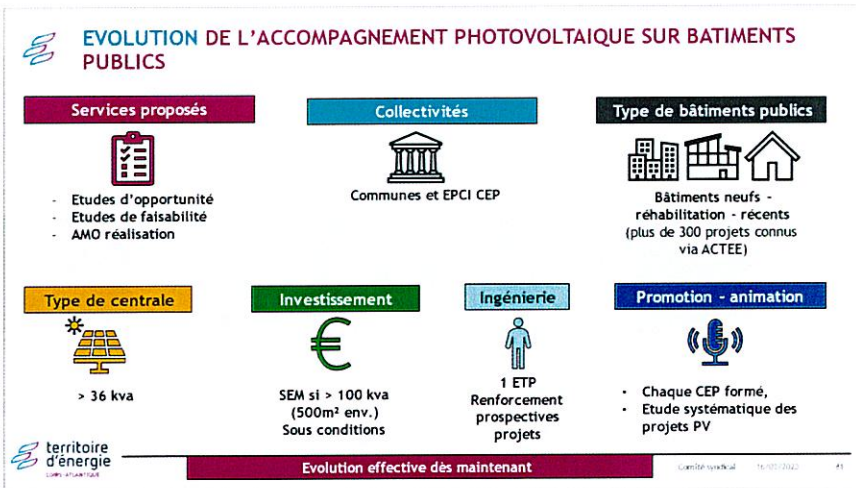 EVOLUTION DE L'ACCOMPAGNEMENT PHOTOVOLTAIQUE SUR BATIMENTS
PUBLICS
Services proposés
- Etudes d'opportunité
- Etudes de faisabilité
- AMO réalisation
Collectivités
Communes et EPCI CEP
Type de bâtiments publics
Bâtiments neufs -
réhabilitation - récents
(plus de 300 projets connus
via ACTEE)
Type de centrale
> 36 kva
Investissement
€
SEM si > 100 kva
(500m² env.)
Sous conditions
Ingénierie
1 ETP
Renforcement
prospectives
projets
Promotion - animation
• Chaque CEP formé,
• Etude systématique des
projets PV
territoire
d'énergie
LOIRE-ATLANTIQUE
Evolution effective dès maintenant
Comité syndical